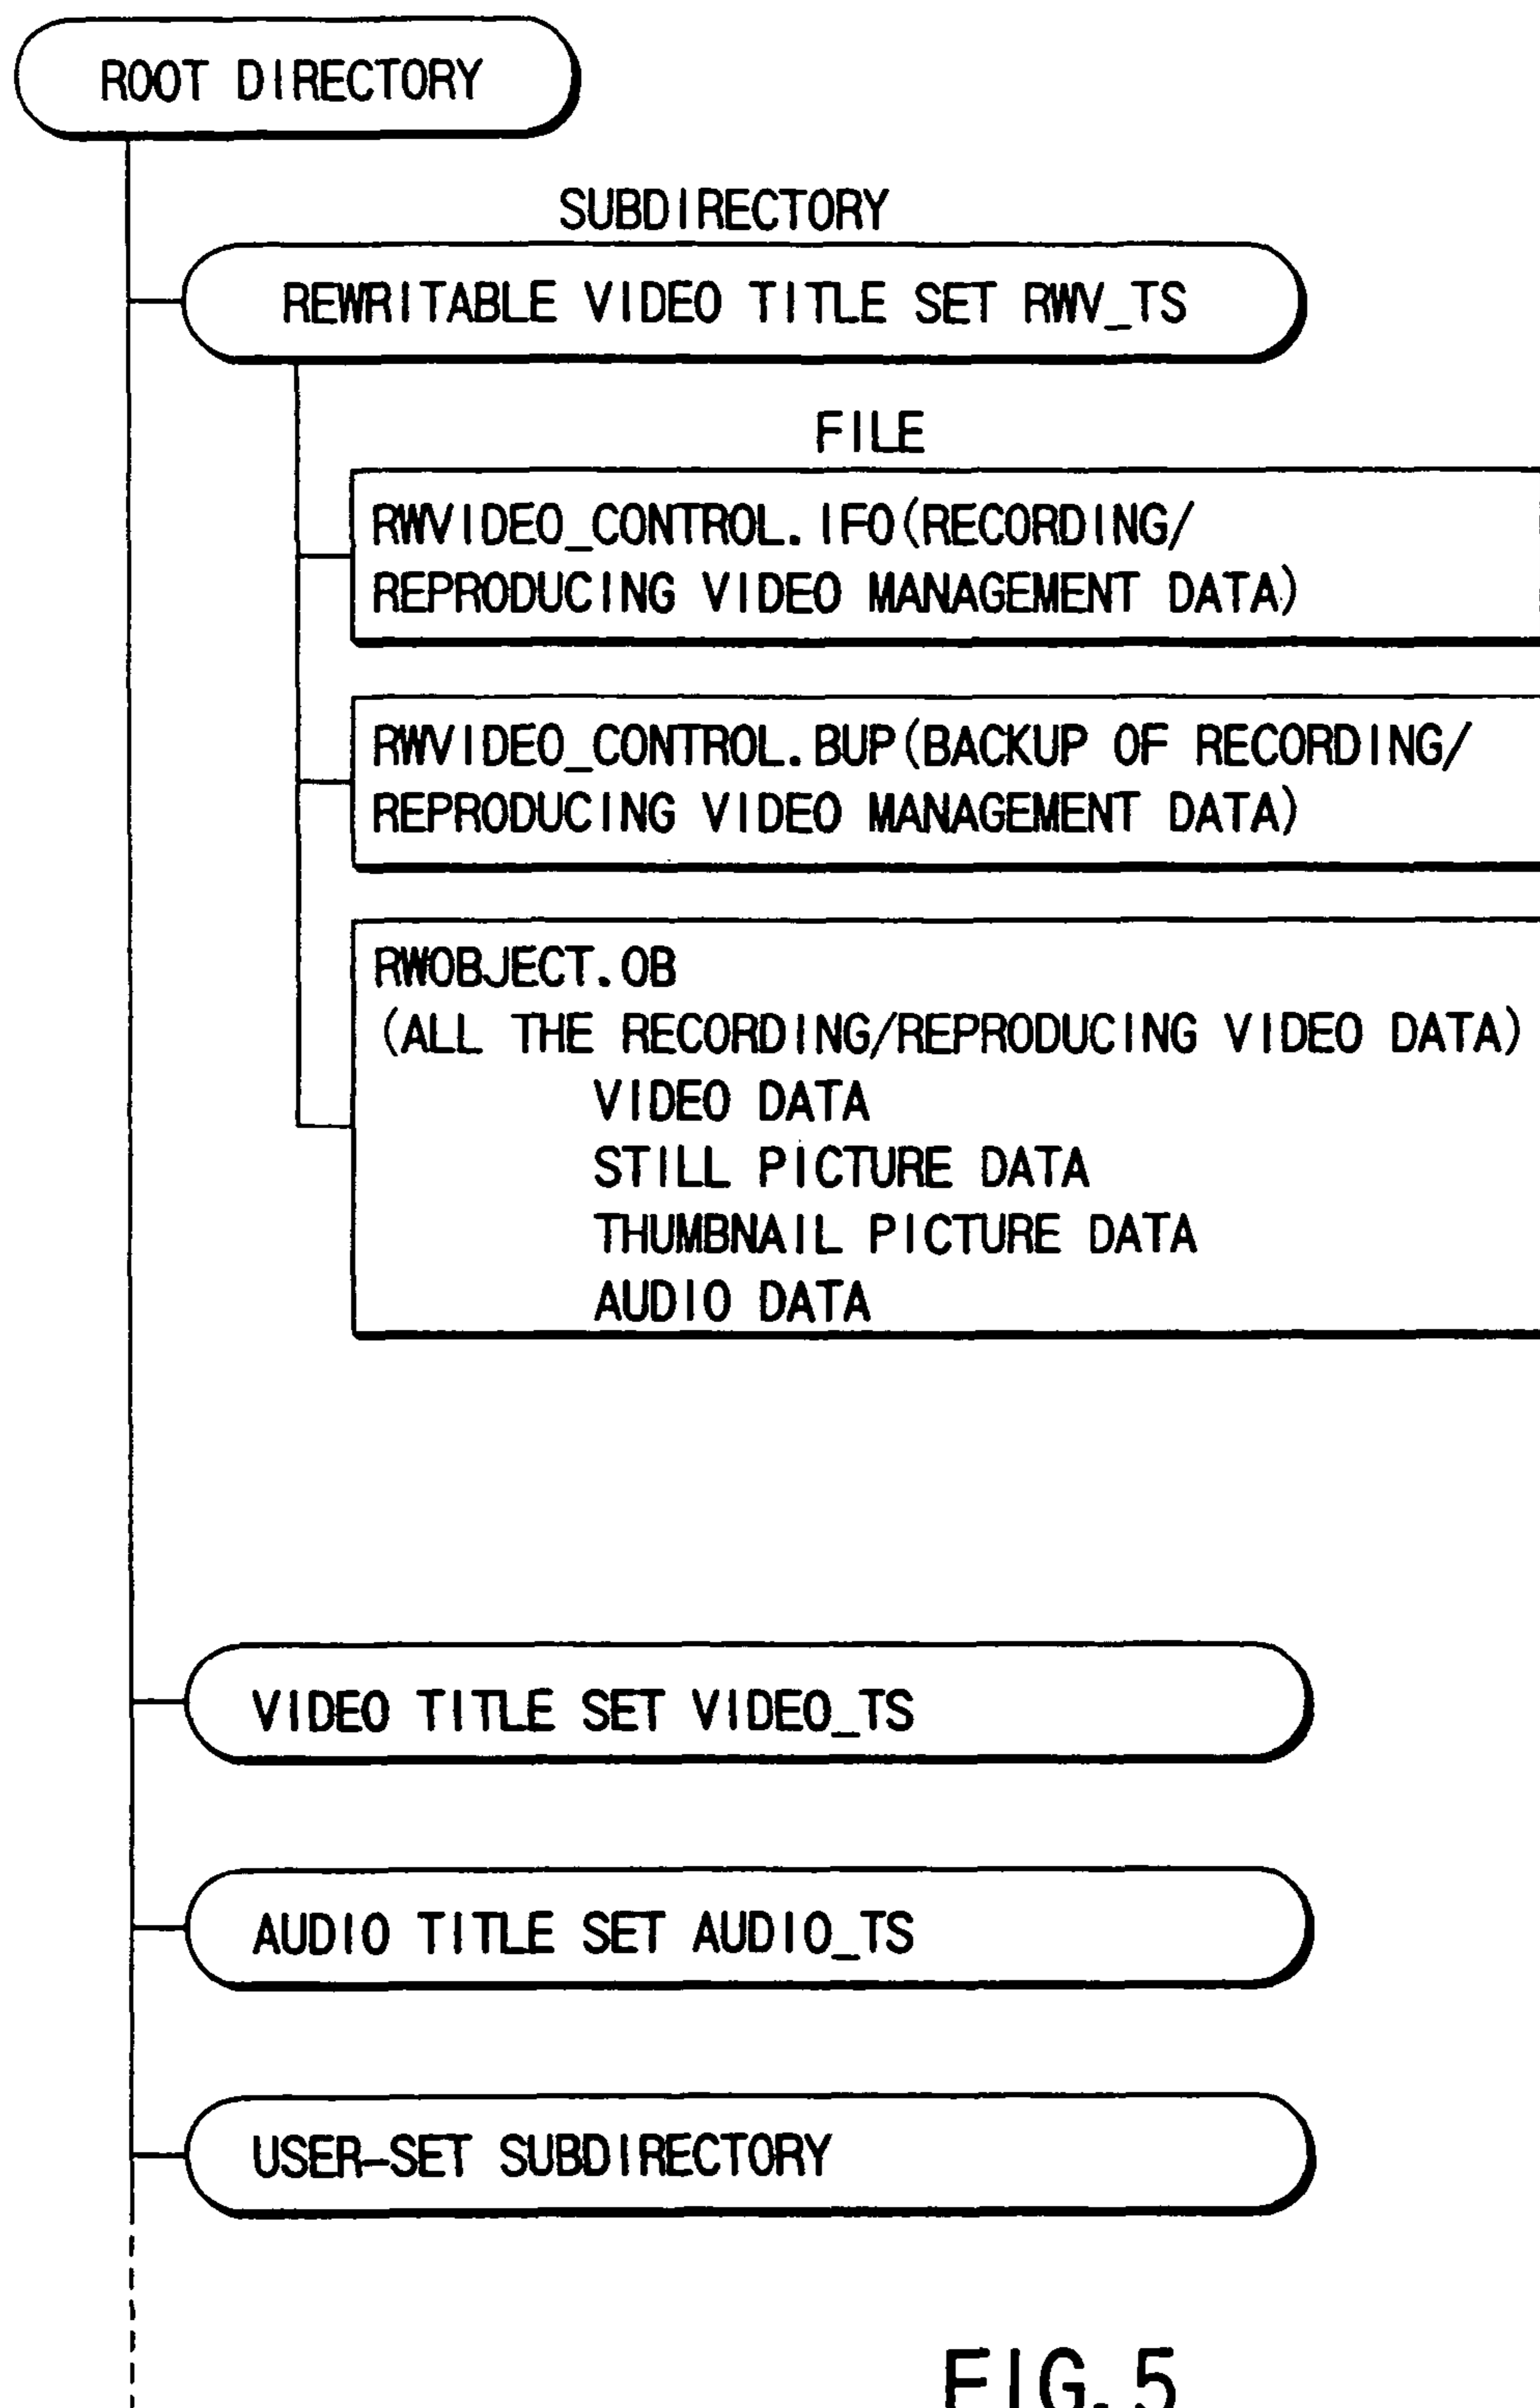 ROOT DIRECTORY
SUBDIRECTORY
REWRITABLE VIDEO TITLE SET RWV_TS
FILE
RWVIDEO_CONTROL.IFO(RECORDING/
REPRODUCING VIDEO MANAGEMENT DATA)
RWVIDEO_CONTROL.BUP(BACKUP OF RECORDING/
REPRODUCING VIDEO MANAGEMENT DATA)
RWOBJECT.OB
(ALL THE RECORDING/REPRODUCING VIDEO DATA)
VIDEO DATA
STILL PICTURE DATA
THUMBNAIL PICTURE DATA
AUDIO DATA
VIDEO TITLE SET VIDEO_TS
AUDIO TITLE SET AUDIO_TS
USER-SET SUBDIRECTORY
FIG.5